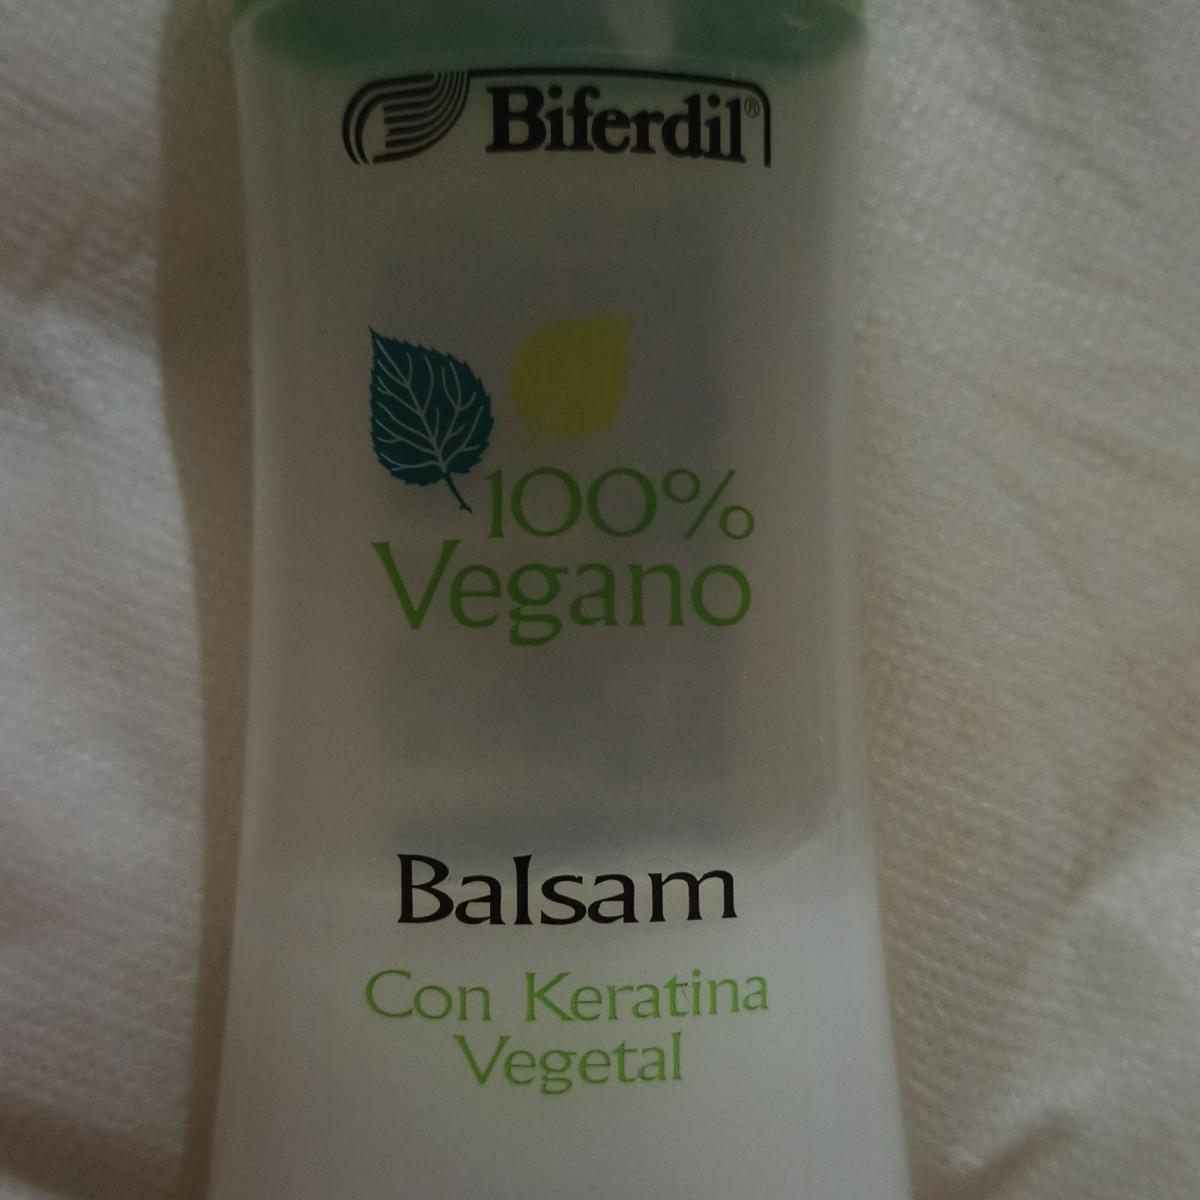 Biferdil®
100%
Vegano
Balsam
Con Keratina
Vegetal